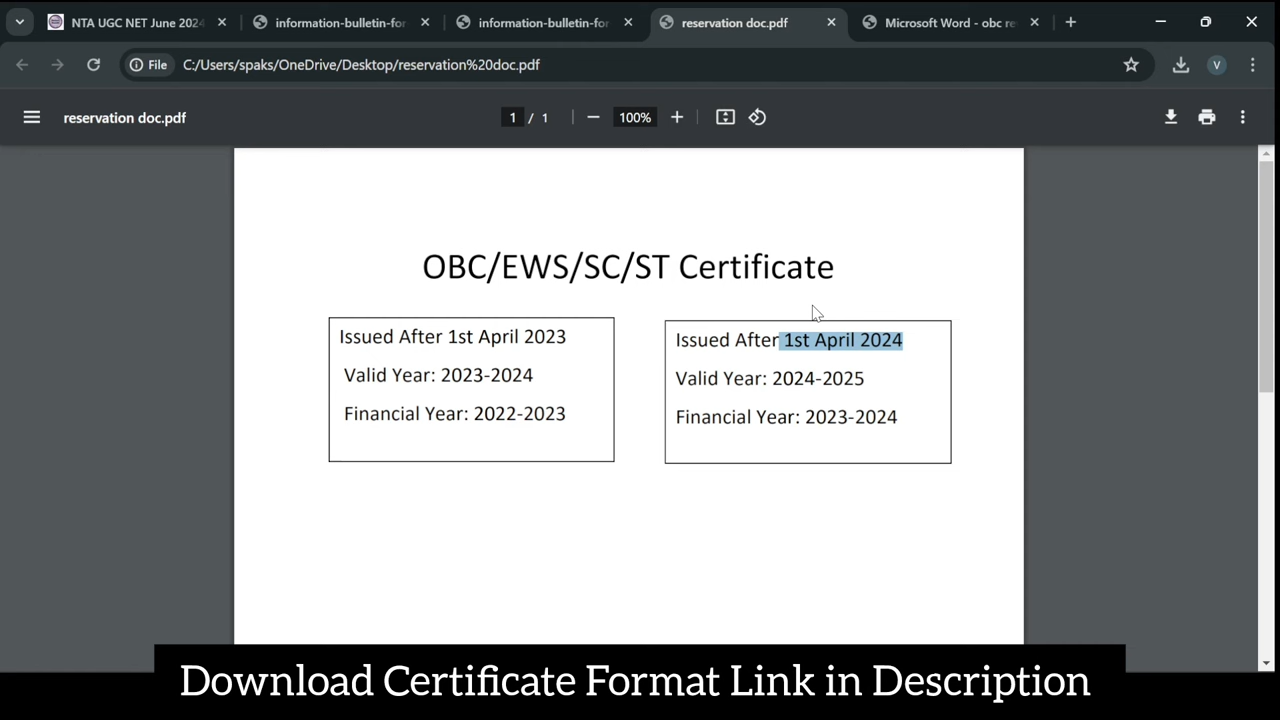 NTA UGC NET June 2024
information-bulletin-for
information-bulletin-for
reservation doc.pdf
Microsoft Word - obc re
File
C:/Users/spaks/OneDrive/Desktop/reservation%20doc.pdf
V
reservation doc.pdf
1 / 1
100%
OBC/EWS/SC/ST Certificate
Issued After 1st April 2023
Valid Year: 2023-2024
Financial Year: 2022-2023
Issued After 1st April 2024
Valid Year: 2024-2025
Financial Year: 2023-2024
Download Certificate Format Link in Description